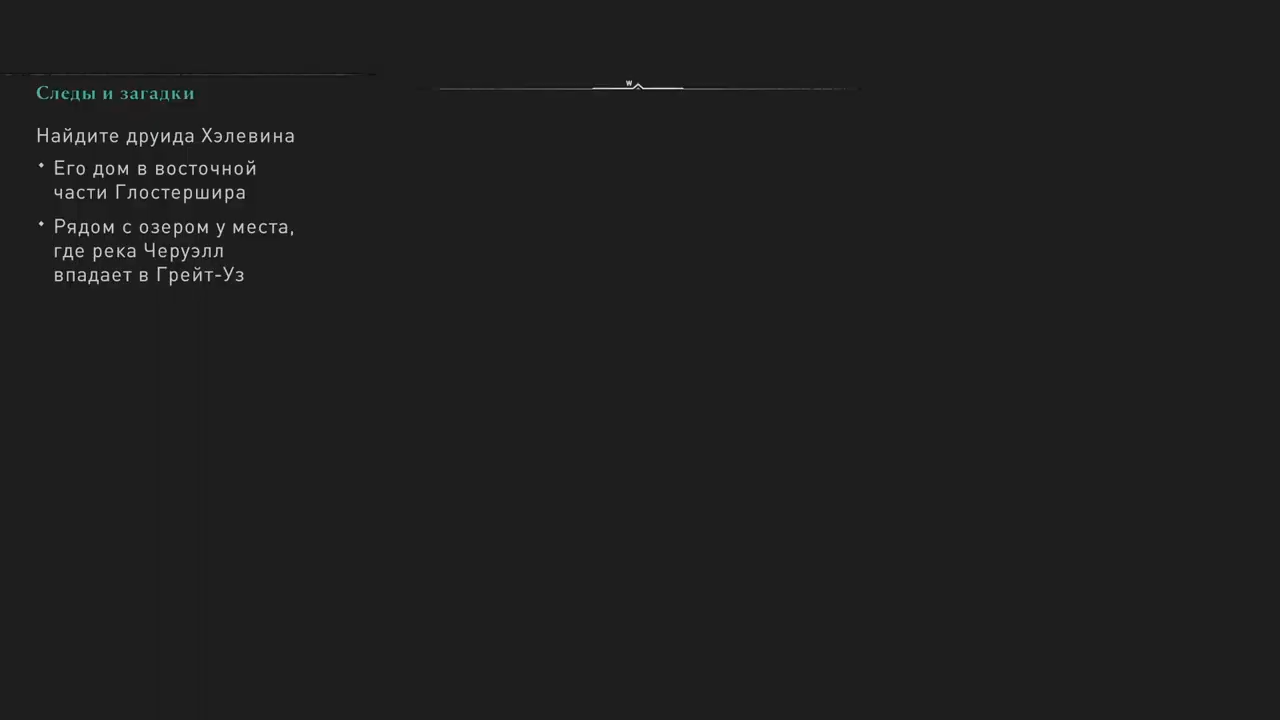 W
Следы и загадки
Найдите друида Хэлевина
Его дом в восточной
части Глостершира
Рядом с озером у места,
где река Черуэлл
впадает в Грейт-Уз